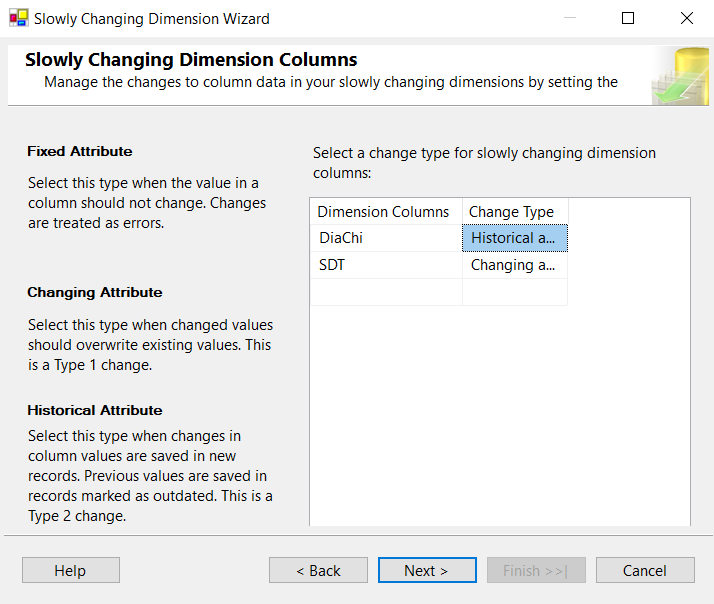 Slowly Changing Dimension Wizard
Slowly Changing Dimension Columns
Manage the changes to column data in your slowly changing dimensions by setting the
Fixed Attribute
Select this type when the value in a
column should not change. Changes
are treated as errors.
Changing Attribute
Select this type when changed values
should overwrite existing values. This
is a Type 1 change.
Historical Attribute
Select this type when changes in
column values are saved in new
records. Previous values are saved in
records marked as outdated. This is a
Type 2 change.
Select a change type for slowly changing dimension
columns:
Dimension Columns Change Type
DiaChi Historical a...
SDT Changing a...
Help < Back Next > Finish >>| Cancel